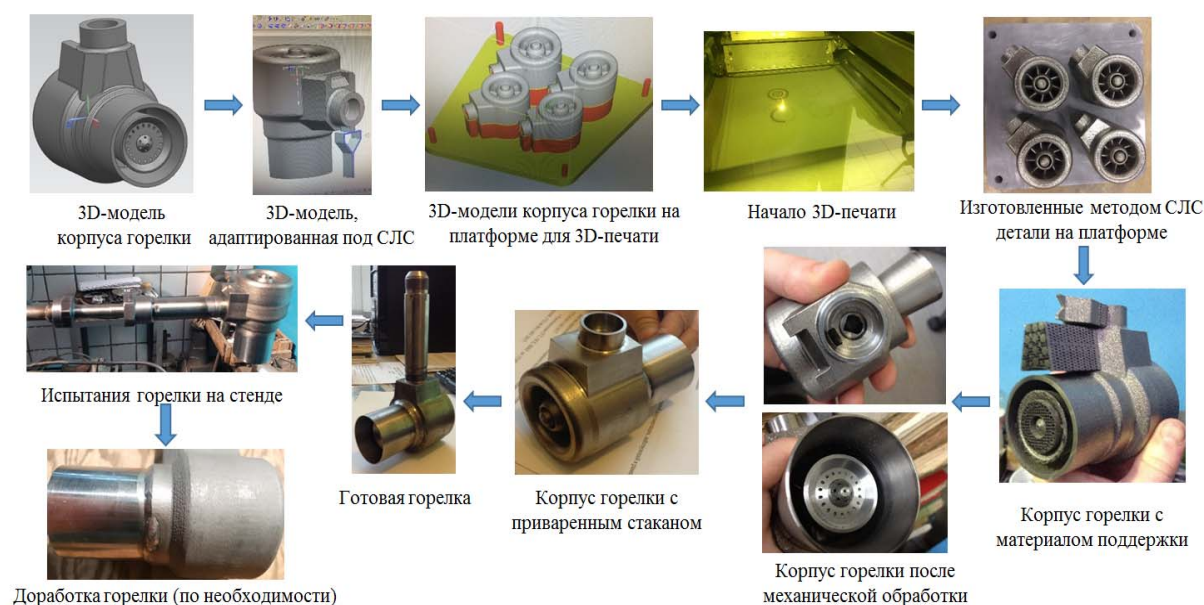 3D-модель
корпуса горелки
3D-модель,
адаптированная под СЛС
3D-модели корпуса горелки на
платформе для 3D-печати
Начало 3D-печати
Изготовленные методом СЛС
детали на платформе
Корпус горелки с
материалом поддержки
Корпус горелки после
механической обработки
Корпус горелки с
приваренным стаканом
Готовая горелка
Испытания горелки на стенде
Доработка горелки (по необходимости)